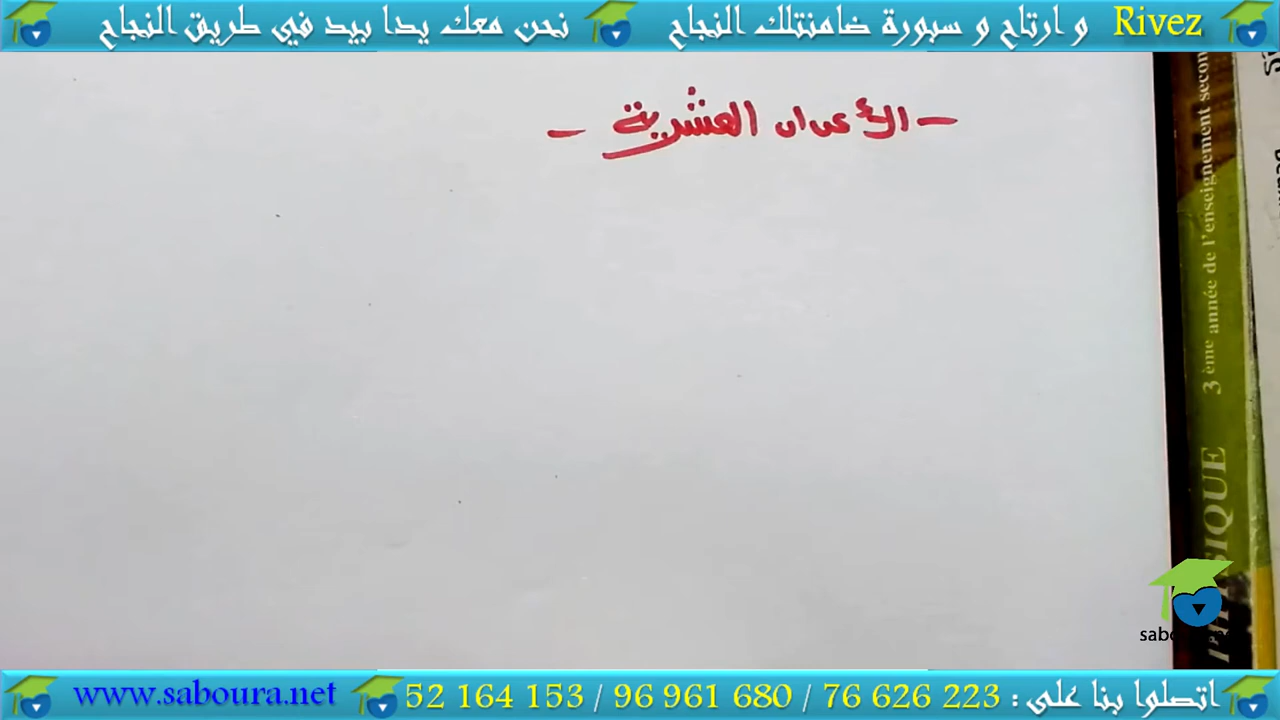 Rivez و ارتاح و سبورة ضامنتلك النجاح نحن معك يدا بيد في طريق النجاح
- الأعداد العشرية -
3 ème année de l'enseignement secon
SIQUE
اتصلوا بنا على : 52 164 153 / 96 961 680 / 76 626 223
www.saboura.net